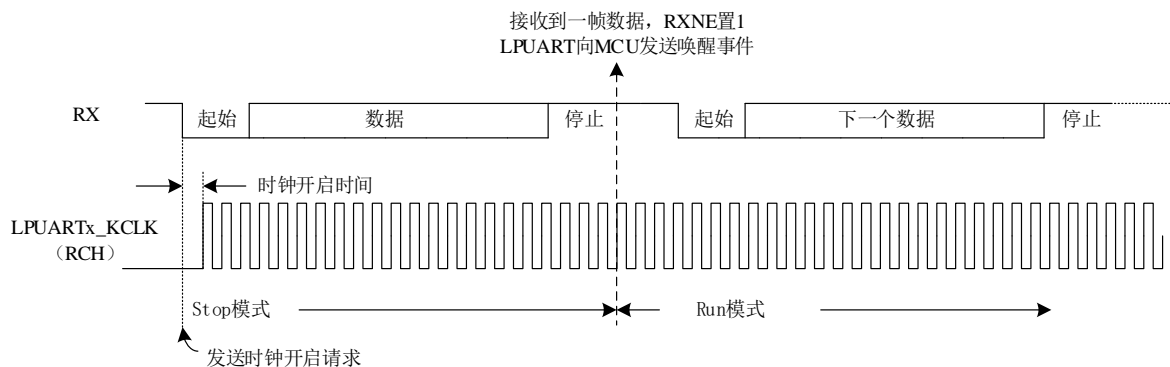 接收到一帧数据，RXNE置1
LPUART向MCU发送唤醒事件
RX
起始
数据
停止
起始
下一个数据
停止
时钟开启时间
LPUARTx_KCLK
（RCH）
Stop模式
Run模式
发送时钟开启请求